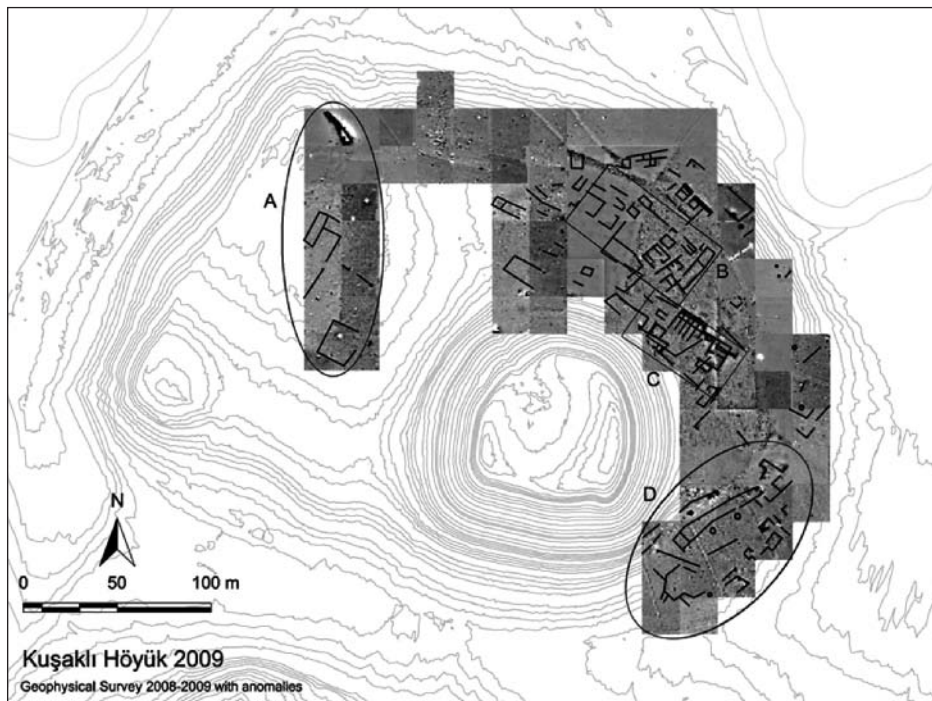 A
B
C
D
N
0 50 100 m
Kuşaklı Höyük 2009
Geophysical Survey 2008-2009 with anomalies